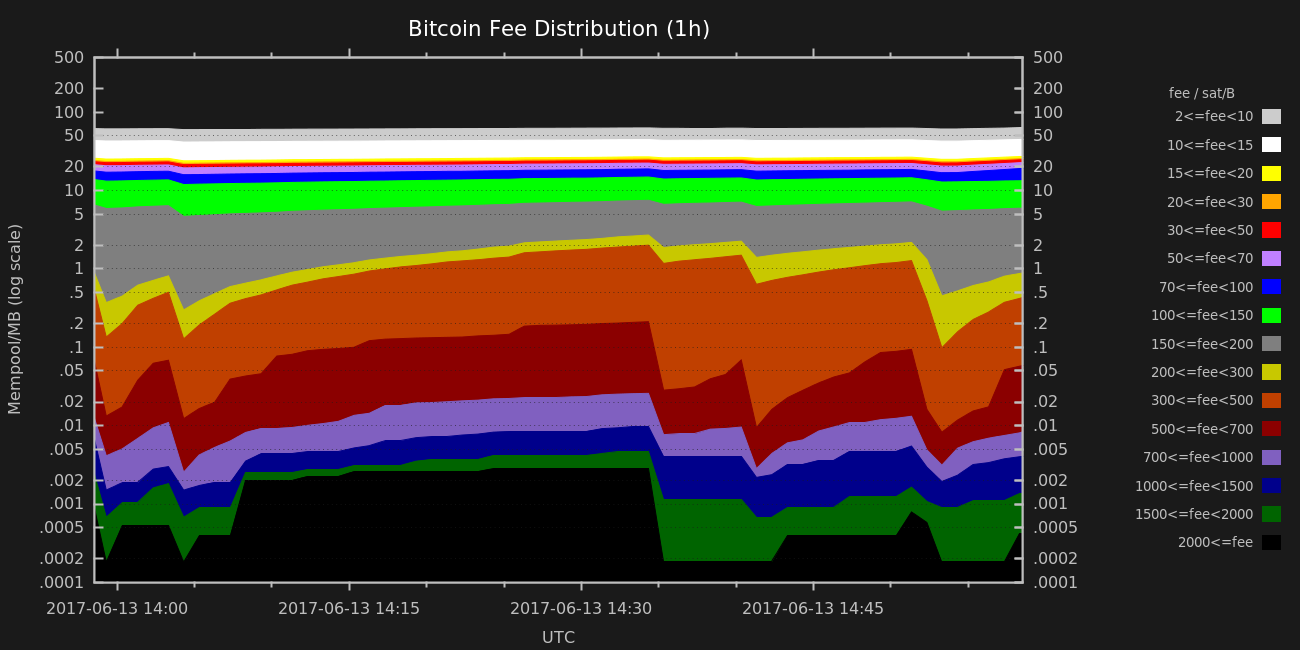 Bitcoin Fee Distribution (1h)
Mempool/MB (log scale)
500
200
100
50
20
10
5
2
1
.5
.2
.1
.05
.02
.01
.005
.002
.001
.0005
.0002
.0001
500
200
100
50
20
10
5
2
1
.5
.2
.1
.05
.02
.01
.005
.002
.001
.0005
.0002
.0001
2017-06-13 14:00
2017-06-13 14:15
2017-06-13 14:30
2017-06-13 14:45
UTC
fee / sat/B
2<=fee<10
10<=fee<15
15<=fee<20
20<=fee<30
30<=fee<50
50<=fee<70
70<=fee<100
100<=fee<150
150<=fee<200
200<=fee<300
300<=fee<500
500<=fee<700
700<=fee<1000
1000<=fee<1500
1500<=fee<2000
2000<=fee